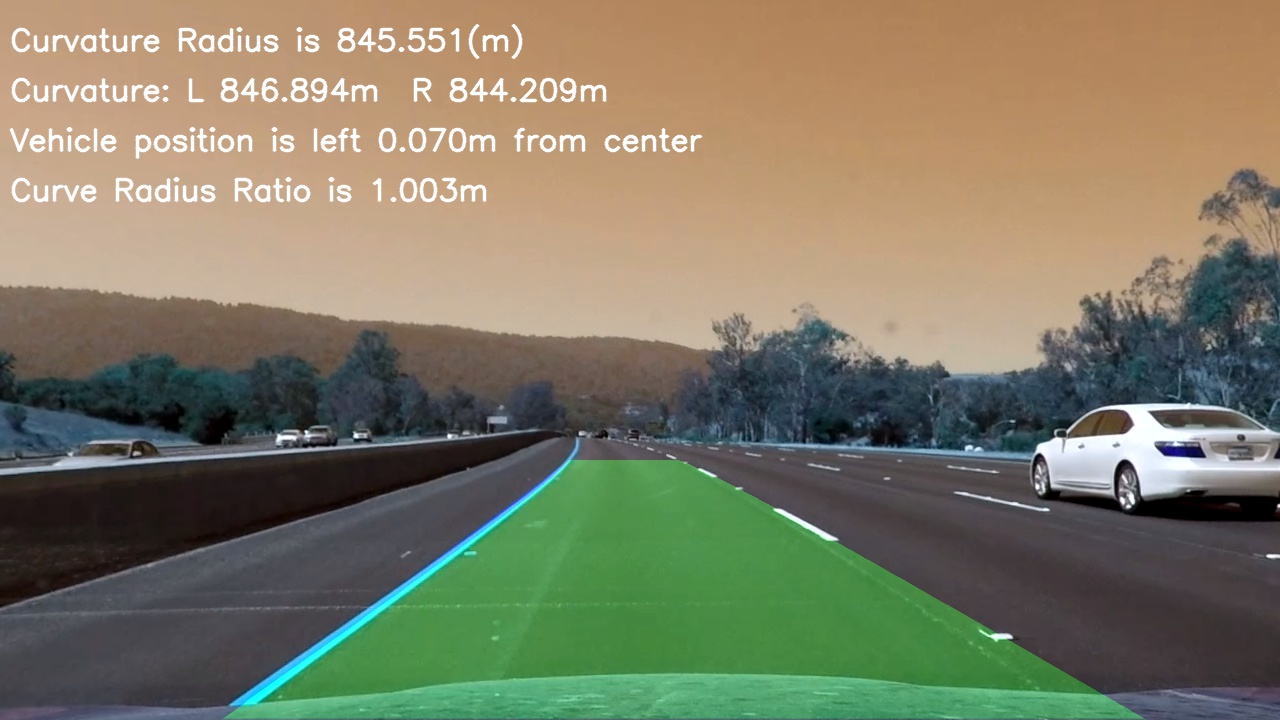 Curvature Radius is 845.551(m)
Curvature: L 846.894m R 844.209m
Vehicle position is left 0.070m from center
Curve Radius Ratio is 1.003m